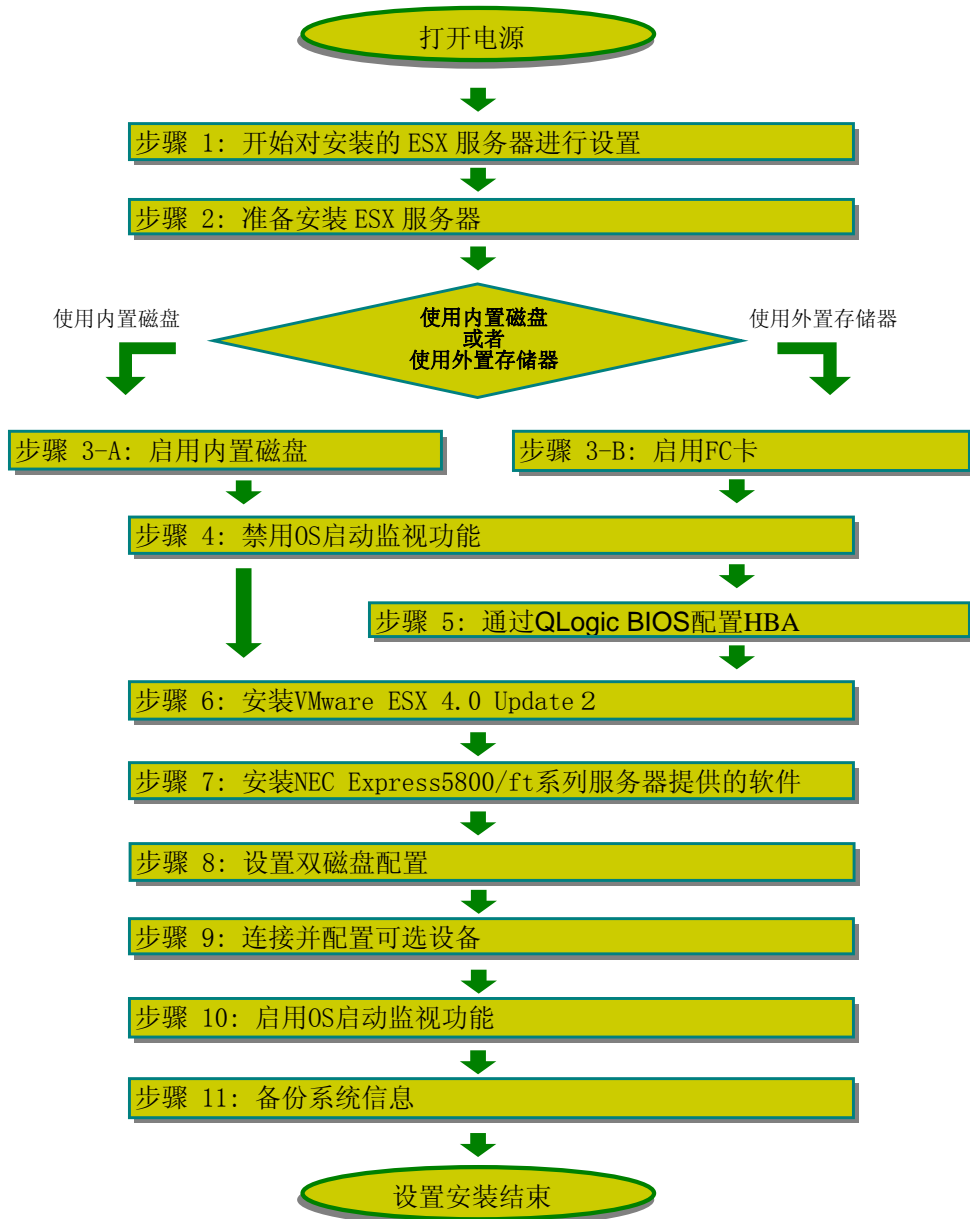 打开电源
步骤 1: 开始对安装的 ESX 服务器进行设置
步骤 2: 准备安装 ESX 服务器
使用内置磁盘
使用内置磁盘
或者
使用外置存储器
使用外置存储器
步骤 3-A: 启用内置磁盘
步骤 3-B: 启用FC卡
步骤 4: 禁用OS启动监视功能
步骤 5: 通过QLogic BIOS配置HBA
步骤 6: 安装VMware ESX 4.0 Update２
步骤 7: 安装NEC Express5800/ft系列服务器提供的软件
步骤 8: 设置双磁盘配置
步骤 9: 连接并配置可选设备
步骤 10: 启用OS启动监视功能
步骤 11: 备份系统信息
设置安装结束